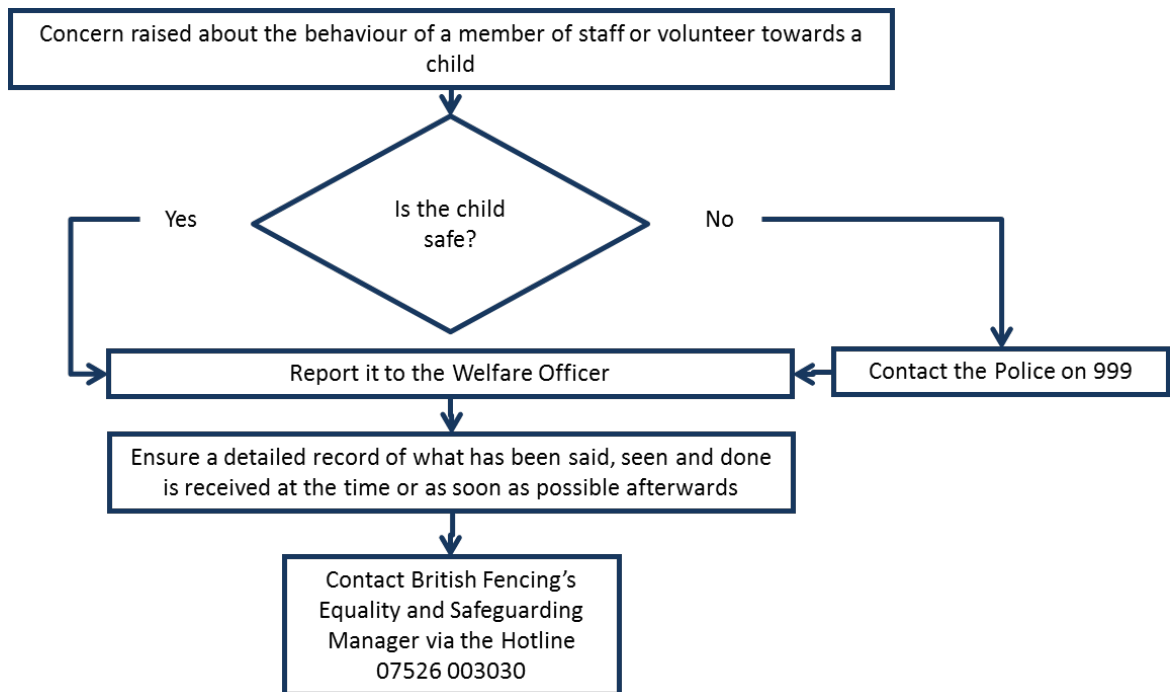 Concern raised about the behaviour of a member of staff or volunteer towards a
child
Is the child
safe?
Yes
No
Report it to the Welfare Officer
Contact the Police on 999
Ensure a detailed record of what has been said, seen and done
is received at the time or as soon as possible afterwards
Contact British Fencing’s
Equality and Safeguarding
Manager via the Hotline
07526 003030